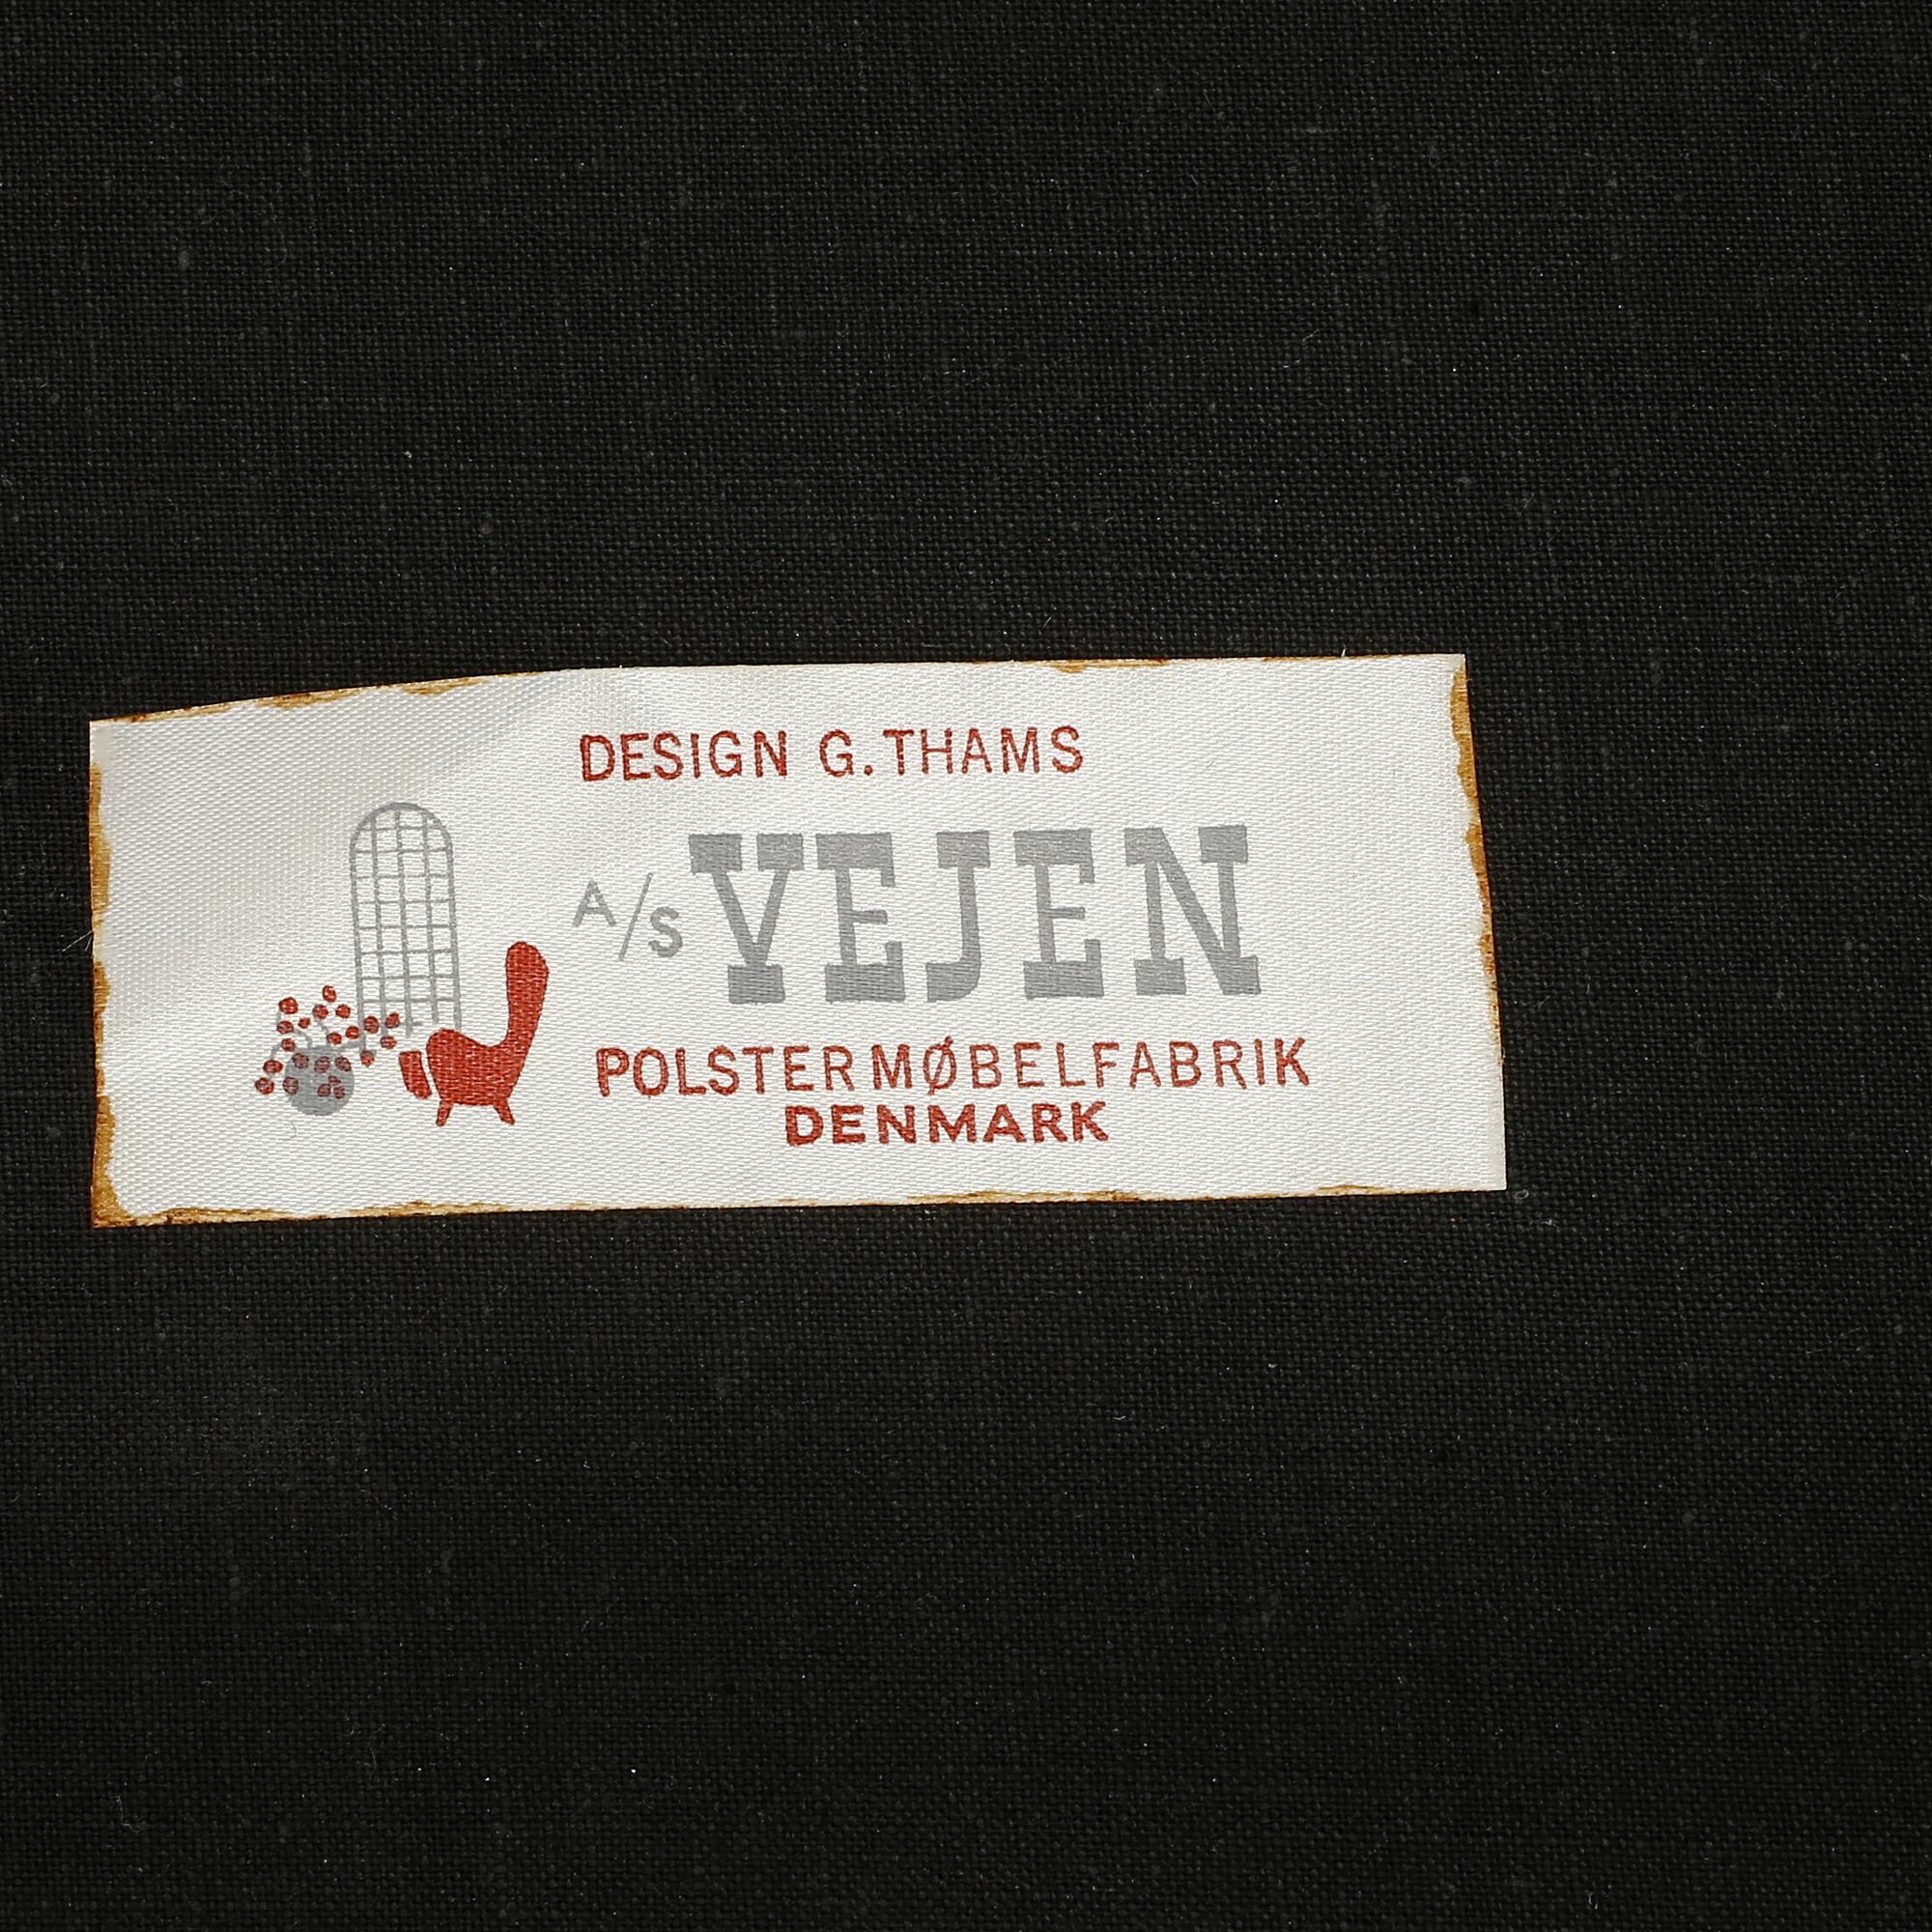 DESIGN G. THAMS
A/S VEJEN
POLSTERMØBELFABRIK
DENMARK